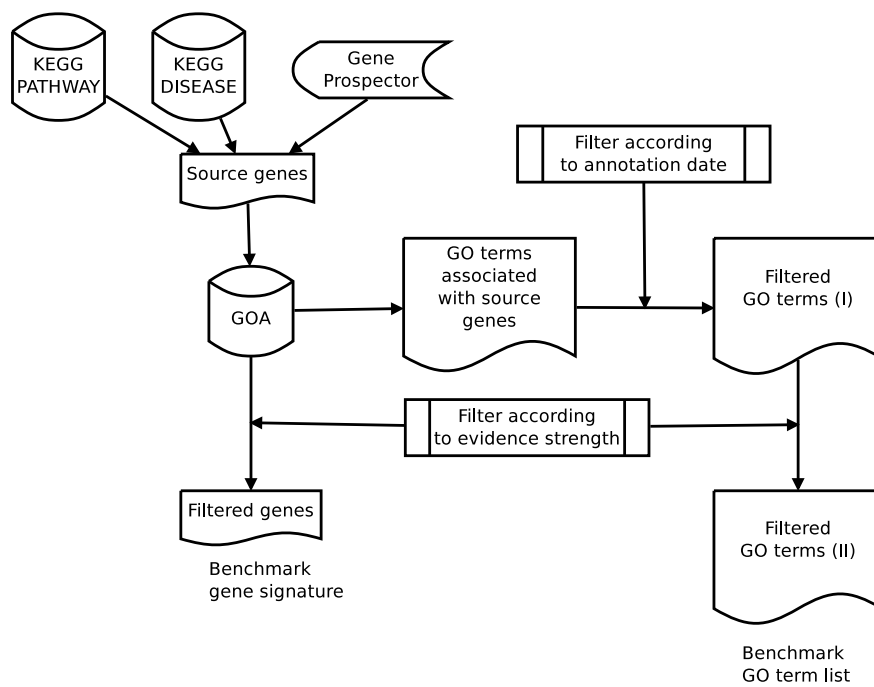 KEGG
PATHWAY
KEGG
DISEASE
Gene
Prospector
Source genes
Filter according
to annotation date
GOA
GO terms
associated
with source
genes
Filtered
GO terms (I)
Filter according
to evidence strength
Filtered genes
Benchmark
gene signature
Filtered
GO terms (II)
Benchmark
GO term list